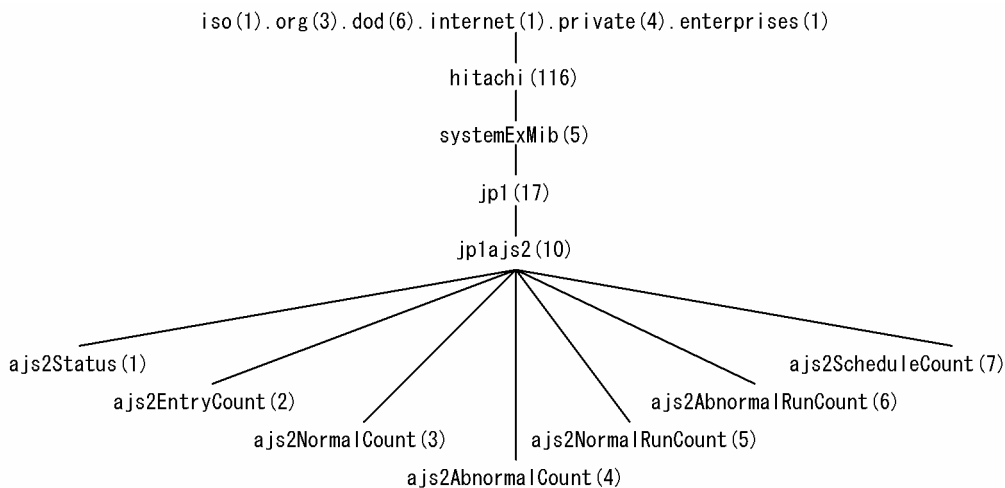 iso(1).org(3).dod(6).internet(1).private(4).enterprises(1)
hitachi(116)
systemExMib(5)
jp1(17)
jp1ajs2(10)
ajs2Status(1)
ajs2ScheduleCount(7)
ajs2EntryCount(2)
ajs2AbnormalRunCount(6)
ajs2NormalCount(3)
ajs2NormalRunCount(5)
ajs2AbnormalCount(4)